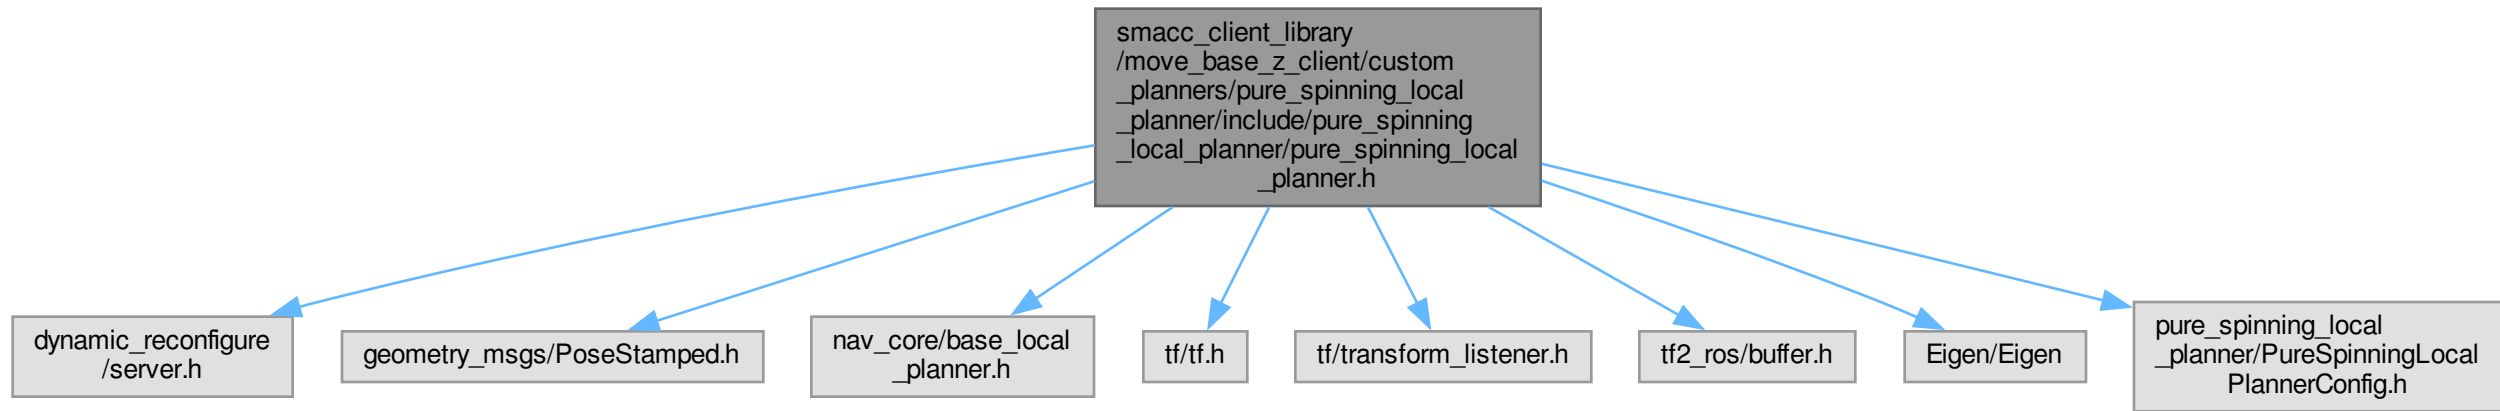 smacc_client_library
/move_base_z_client/custom
_planners/pure_spinning_local
_planner/include/pure_spinning
_local_planner/pure_spinning_local
_planner.h
dynamic_reconfigure
/server.h
geometry_msgs/PoseStamped.h
nav_core/base_local
_planner.h
tf/tf.h
tf/transform_listener.h
tf2_ros/buffer.h
Eigen/Eigen
pure_spinning_local
_planner/PureSpinningLocal
PlannerConfig.h